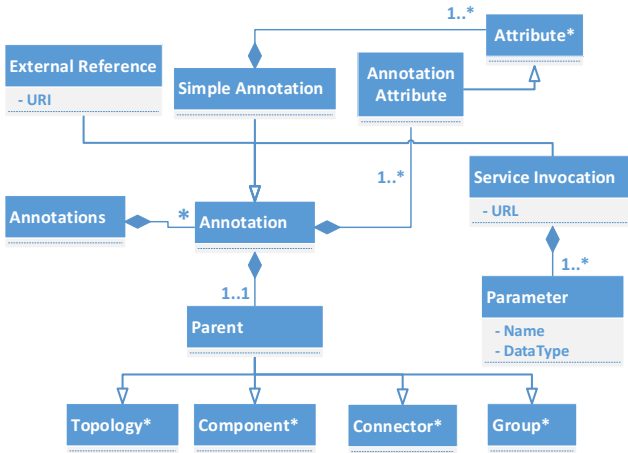 1..*
Attribute*
External Reference
- URI
Simple Annotation
Annotation
Attribute
1..*
Service Invocation
- URL
Annotations
*
Annotation
1..*
1..1
Parent
Parameter
- Name
- DataType
Topology*
Component*
Connector*
Group*